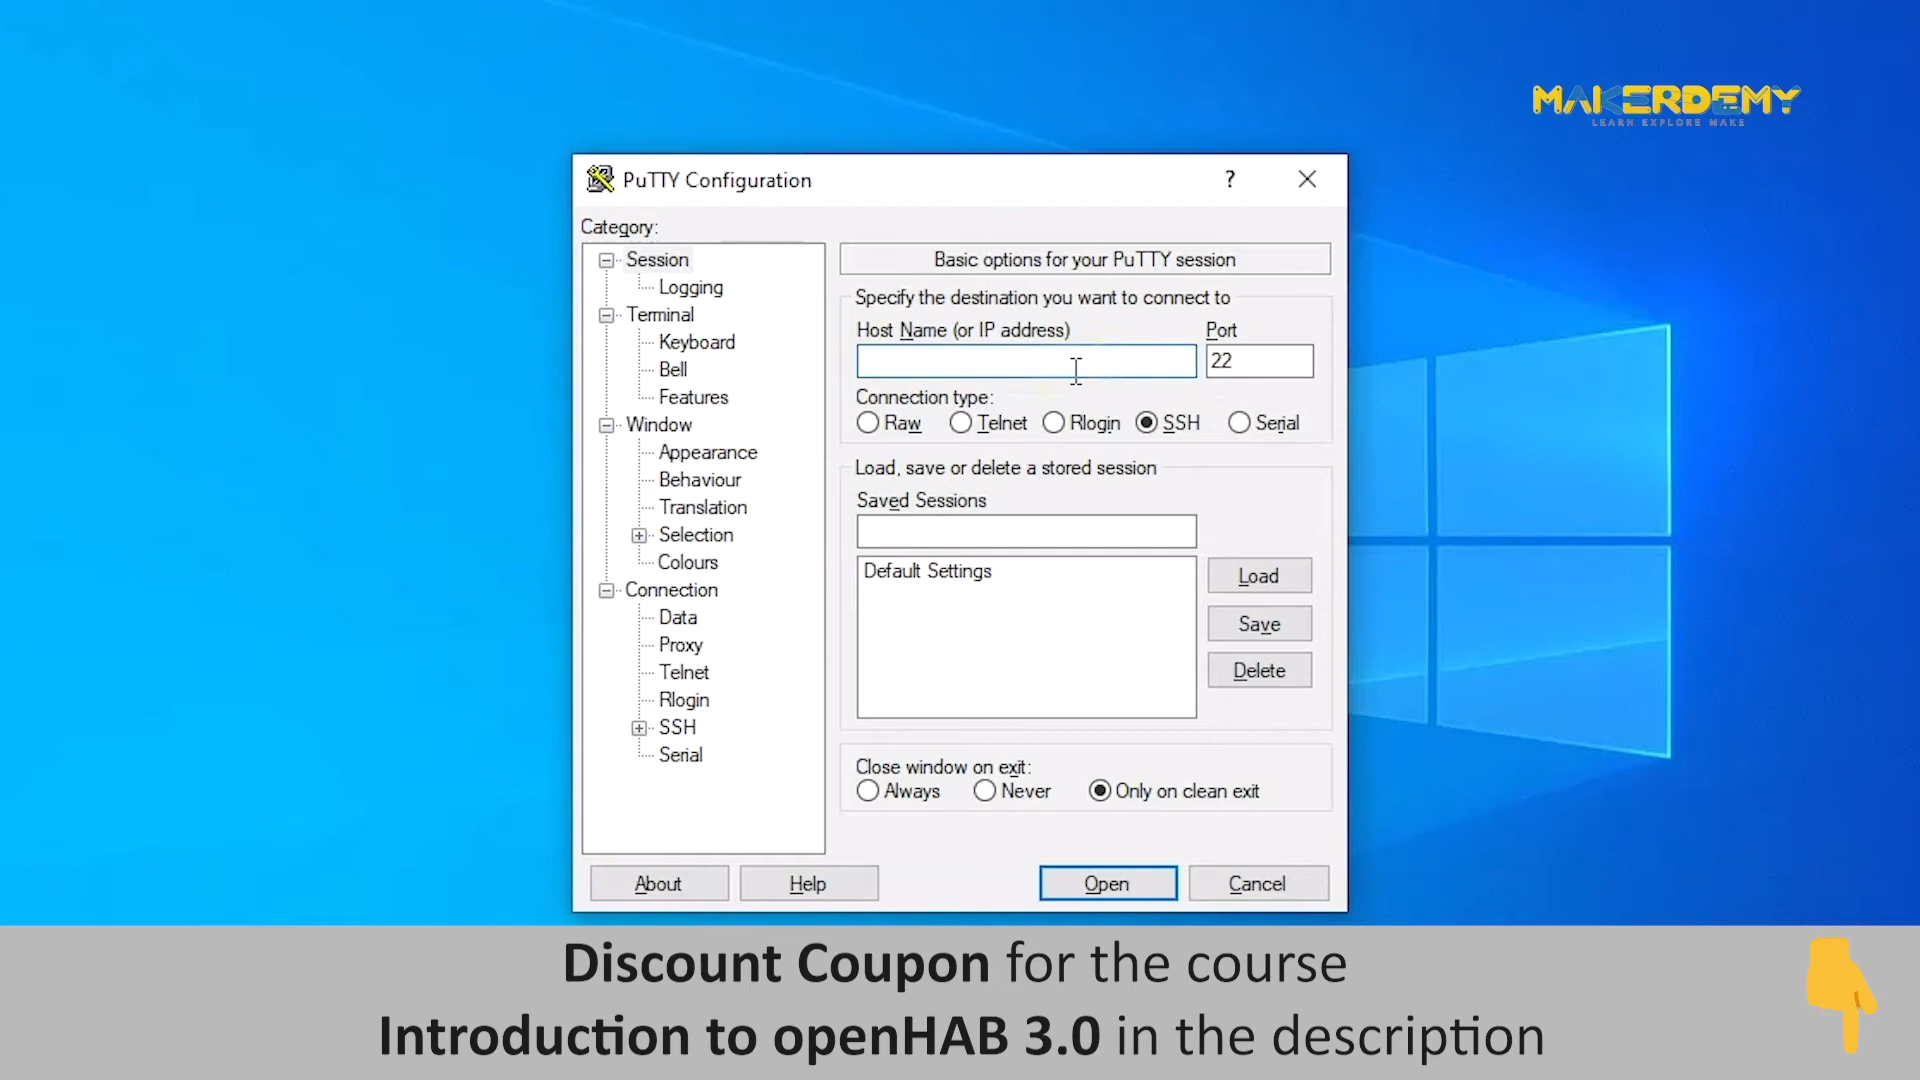 MAKERDEMY
LEARN EXPLORE MAKE
PuTTY Configuration
?
Category:
Session
Logging
Terminal
Keyboard
Bell
Features
Window
Appearance
Behaviour
Translation
Selection
Colours
Connection
Data
Proxy
Telnet
Rlogin
SSH
Serial
Basic options for your PuTTY session
Specify the destination you want to connect to
Host Name (or IP address) Port
22
Connection type:
Raw Telnet Rlogin SSH Serial
Load, save or delete a stored session
Saved Sessions
Default Settings
Load
Save
Delete
Close window on exit:
Always Never Only on clean exit
About Help Open Cancel
Discount Coupon for the course
Introduction to openHAB 3.0 in the description